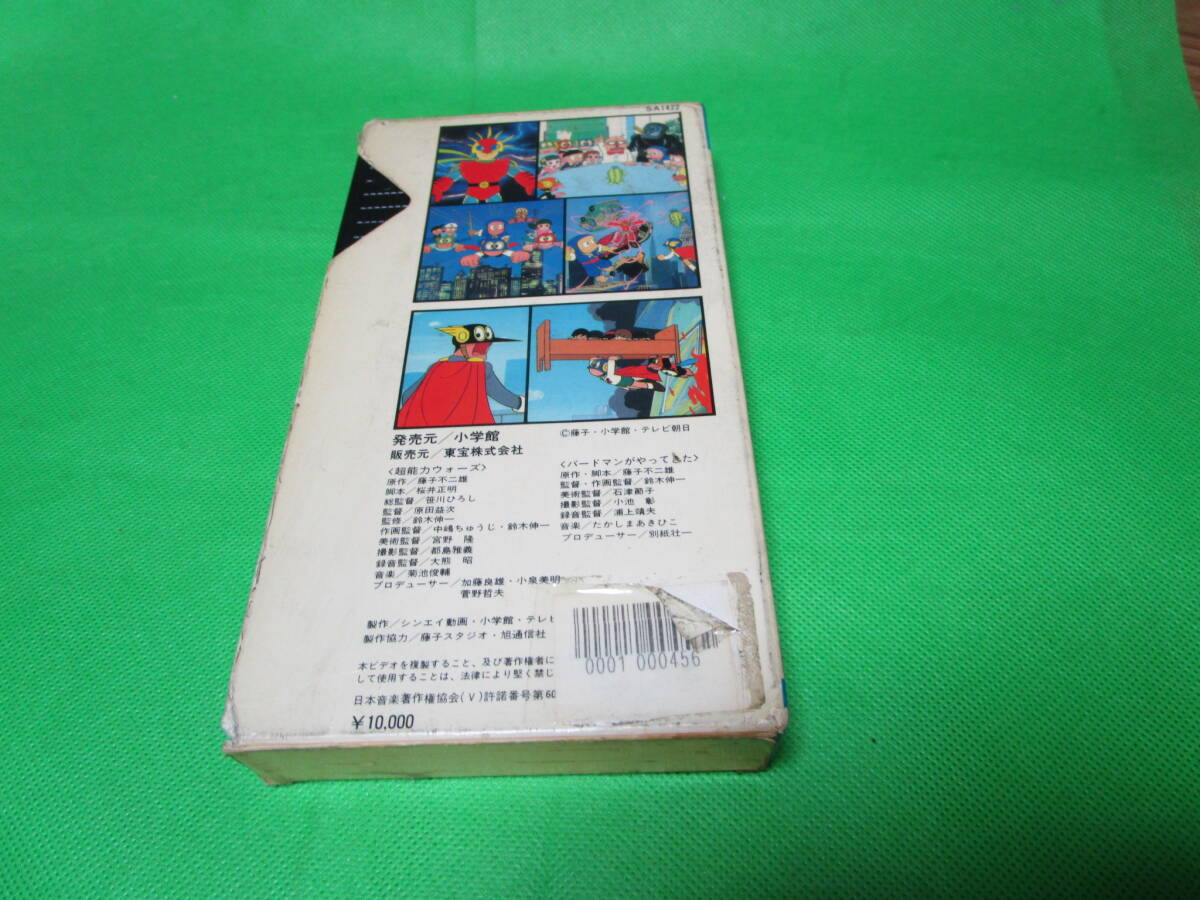 SA1422
発売元／小学館
販売元／東宝株式会社
©藤子・小学館・テレビ朝日
〈超能力ウォーズ〉
原作／藤子不二雄
脚本／桜井正明
総監督／笹川ひろし
監督／原田益次
監修／鈴木伸一
作画監督／中嶋ちゅうじ・鈴木伸一
美術監督／宮野 隆
撮影監督／都島雅義
録音監督／大熊 昭
音楽／菊池俊輔
プロデューサー／加藤良雄・小泉美明
菅野哲夫
〈バードマンがやってきた〉
原作・脚本／藤子不二雄
監督・作画監督／鈴木伸一
美術監督／石津節子
撮影監督／小池 彰
録音監督／浦上靖夫
音楽／たかしまあきひこ
プロデューサー／別紙壮一
製作／シンエイ動画・小学館・テレビ
製作協力／藤子スタジオ・旭通信社
本ビデオを複製すること、及び著作権者に
して使用することは、法律により堅く禁じ
日本音楽著作権協会(V)許諾番号第60
¥10,000
0001 000456